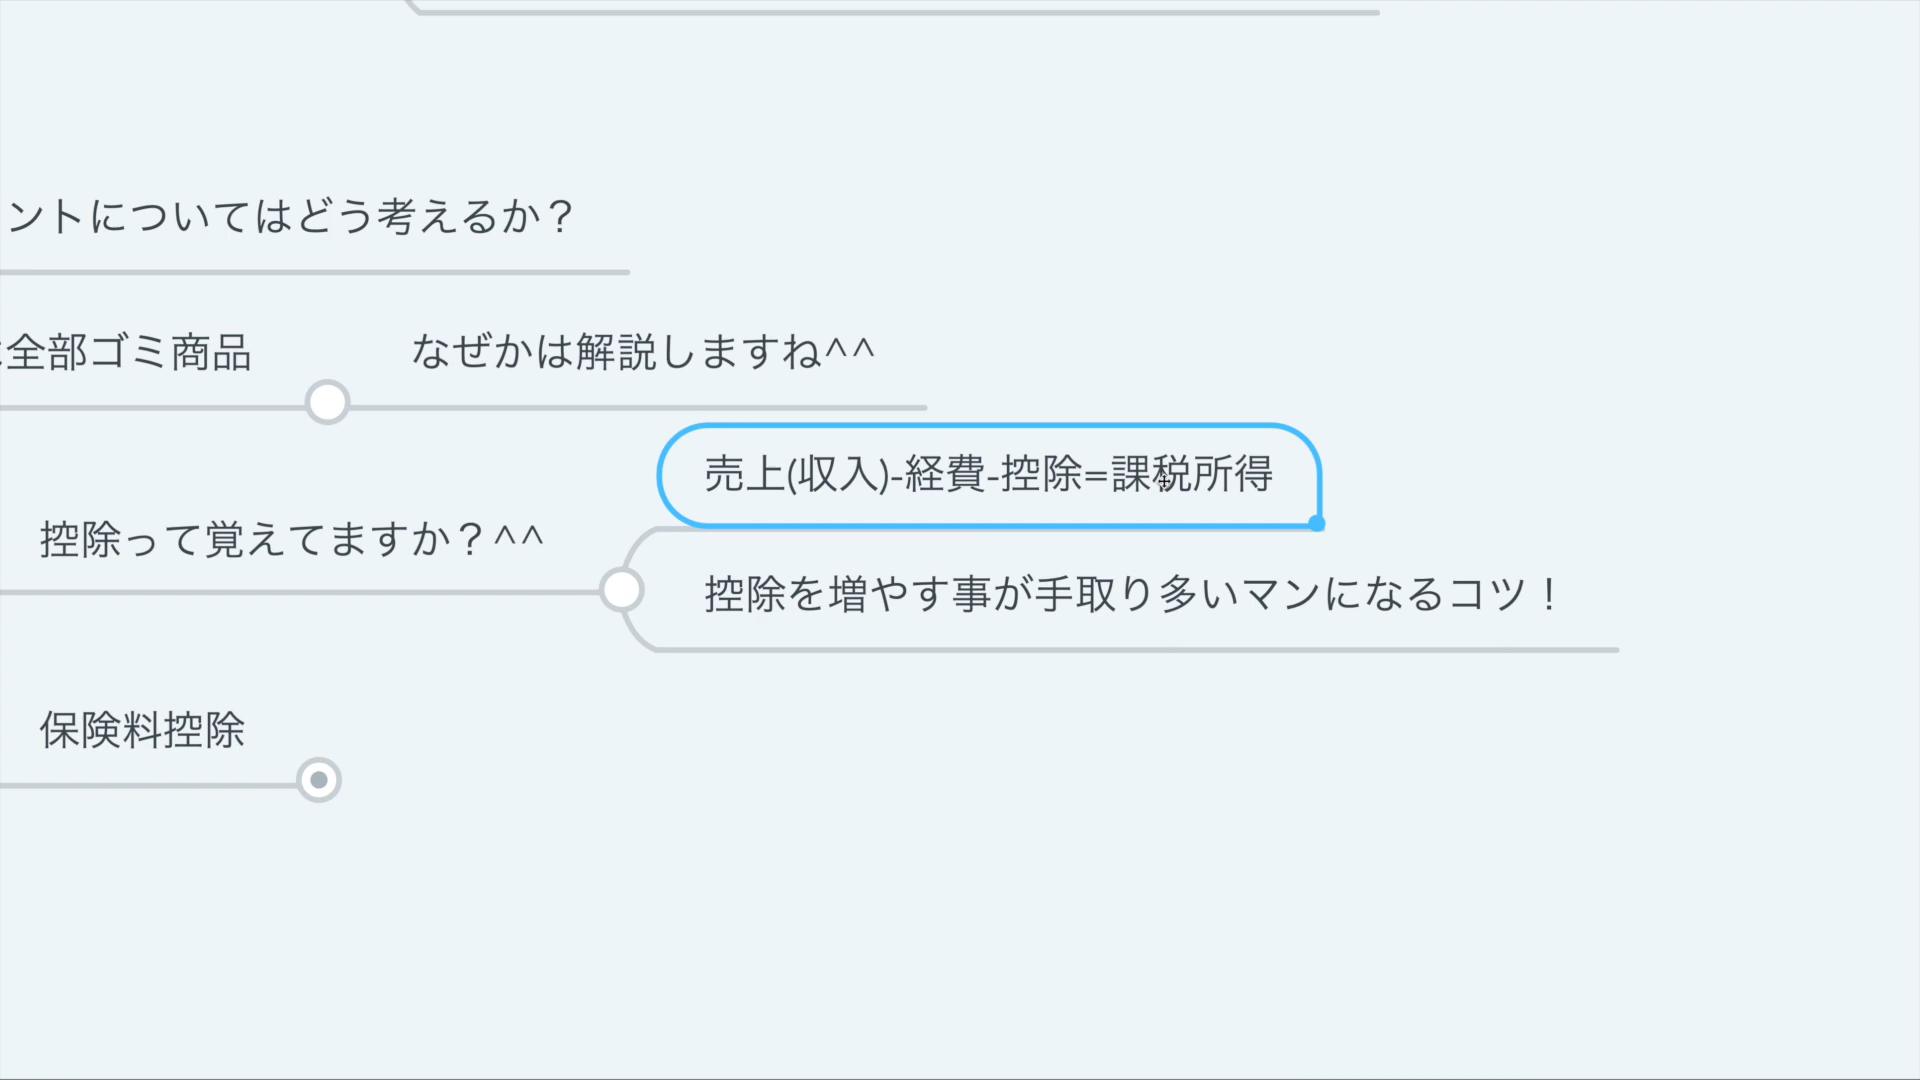 ントについてはどう考えるか？
全部ゴミ商品
なぜかは解説しますね^^
売上(収入)-経費-控除=課税所得
控除って覚えてますか？^^
控除を増やす事が手取り多いマンになるコツ！
保険料控除